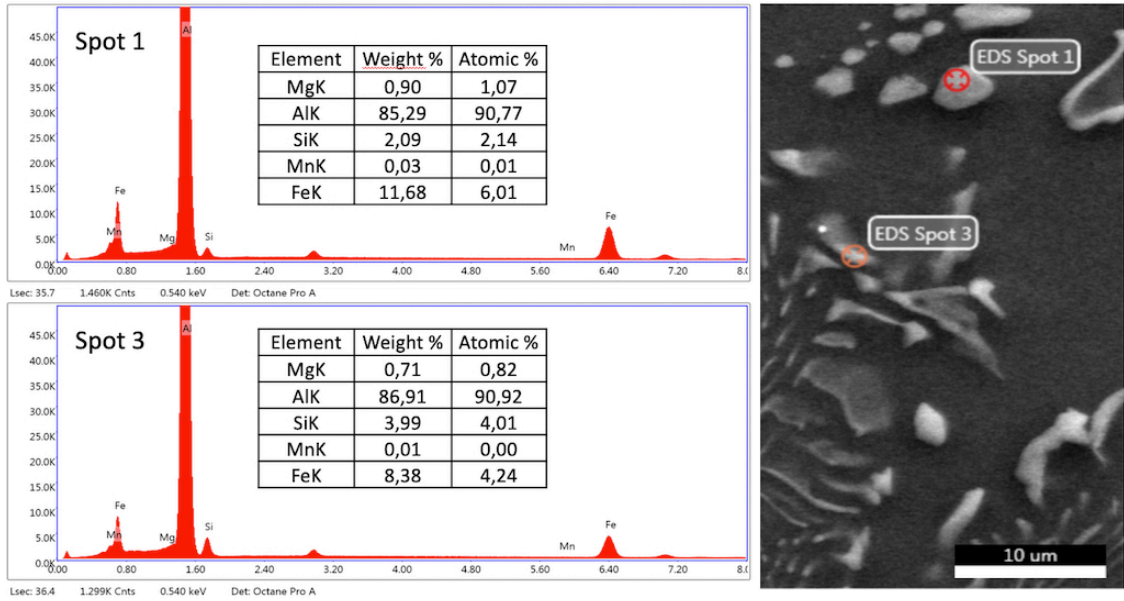 Spot 1
45.0K
40.0K
35.0K
30.0K
25.0K
20.0K
15.0K
10.0K
5.0K
0.0K
Al
Fe
Mn
Mg
Si
Mn
Fe
0.00 0.80 1.60 2.40 3.20 4.00 4.80 5.60 6.40 7.20 8.0
Element Weight % Atomic %
MgK 0,90 1,07
AlK 85,29 90,77
SiK 2,09 2,14
MnK 0,03 0,01
FeK 11,68 6,01
Lsec: 35.7 1.460K Cnts 0.540 keV Det: Octane Pro A
Spot 3
45.0K
40.0K
35.0K
30.0K
25.0K
20.0K
15.0K
10.0K
5.0K
0.0K
Al
Fe
Mn
Mg
Si
Mn
Fe
0.00 0.80 1.60 2.40 3.20 4.00 4.80 5.60 6.40 7.20 8.0
Element Weight % Atomic %
MgK 0,71 0,82
AlK 86,91 90,92
SiK 3,99 4,01
MnK 0,01 0,00
FeK 8,38 4,24
Lsec: 36.4 1.299K Cnts 0.540 keV Det: Octane Pro A
EDS Spot 1
EDS Spot 3
10 um